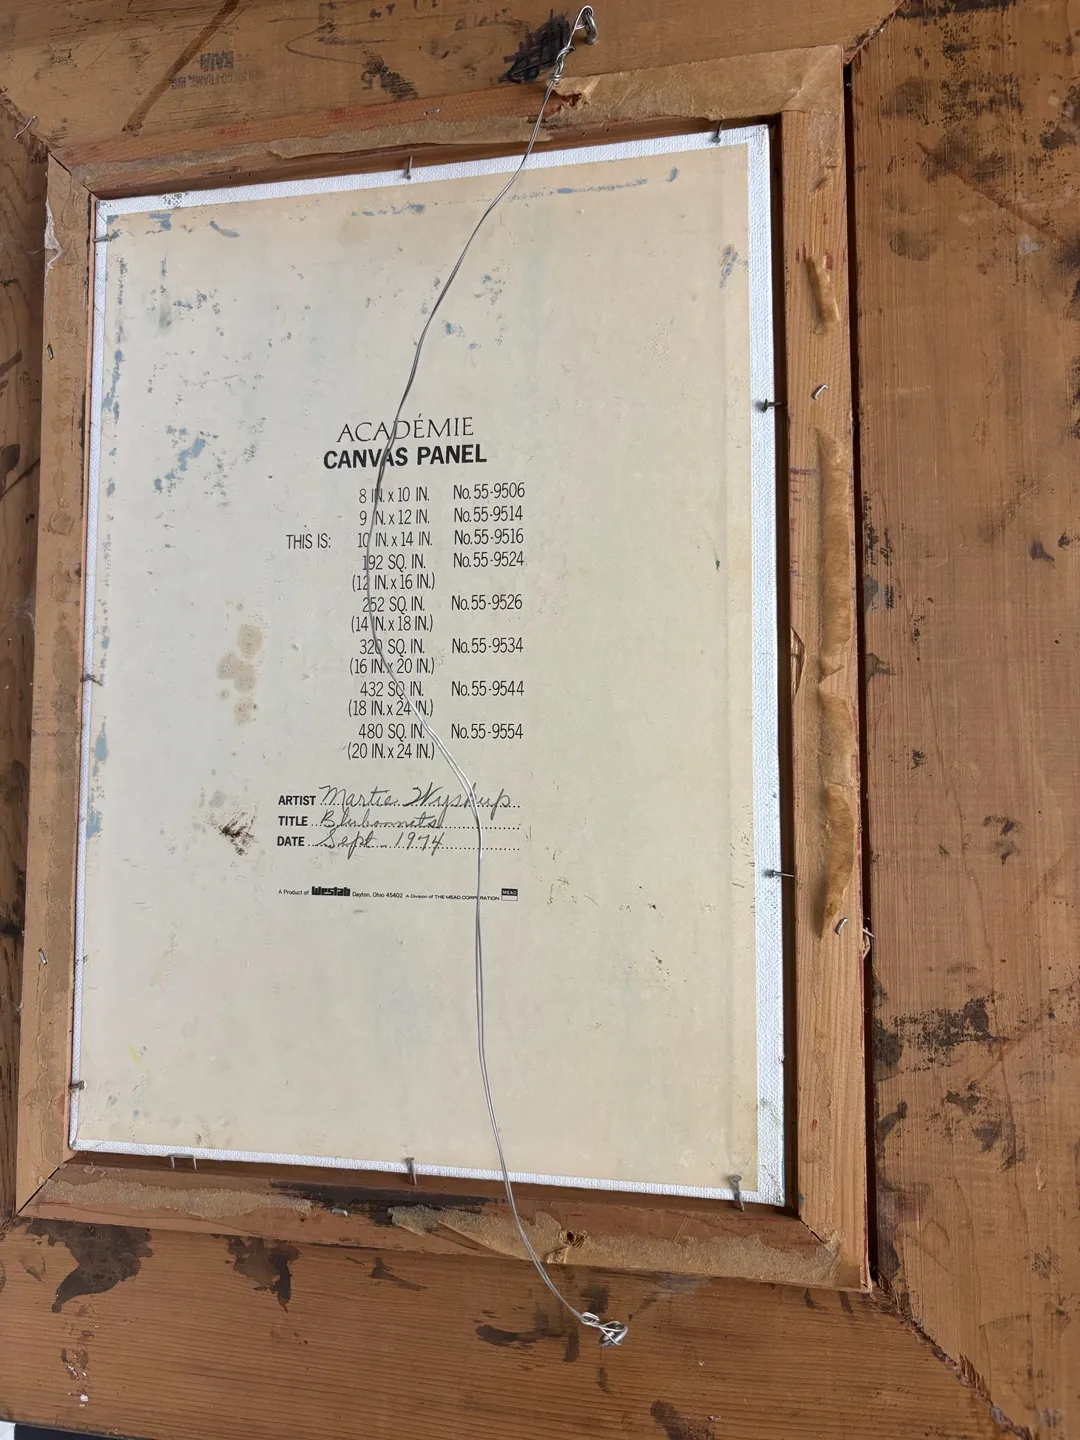 ACADÉMIE
CANVAS PANEL
8 IN. x 10 IN. No. 55-9506
9 IN. x 12 IN. No. 55-9514
THIS IS: 10 IN. x 14 IN. No. 55-9516
192 SQ. IN. No. 55-9524
(12 IN. x 16 IN.)
252 SQ. IN. No. 55-9526
(14 IN. x 18 IN.)
320 SQ. IN. No. 55-9534
(16 IN. x 20 IN.)
432 SQ. IN. No. 55-9544
(18 IN. x 24 IN.)
480 SQ. IN. No. 55-9554
(20 IN. x 24 IN.)
ARTIST Martie Wyskup
TITLE Blubonnets
DATE Sept. 1974
A Product of Westab Dayton, Ohio 45402 A Division of THE MEAD CORPORATION MEAD